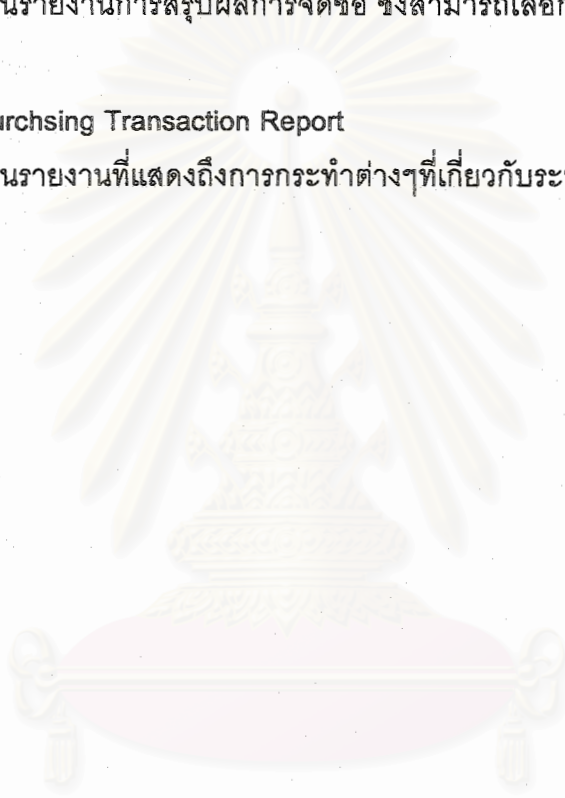 นรายงานการสรุปผลการจัดซื้อ ซึ่งสามารถเลือก
urchsing Transaction Report
นรายงานที่แสดงถึงการกระทำต่างๆที่เกี่ยวกับระ